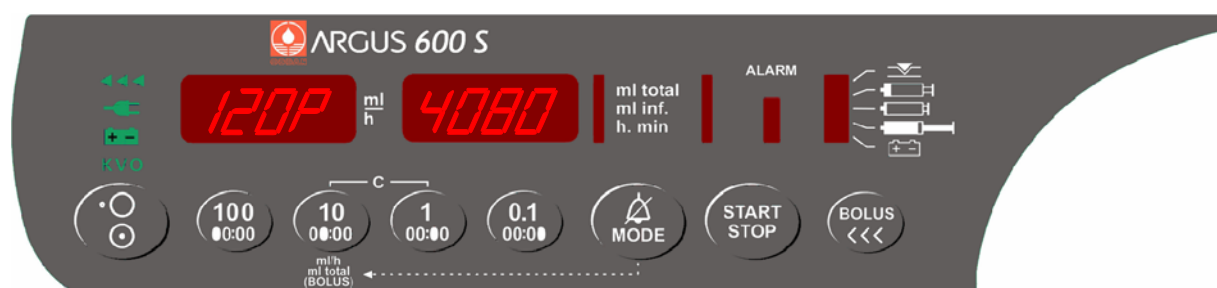 ARGUS 600 S
ALARM
120P ml/h 4080
ml total
ml inf.
h. min
+ -
+ -
KVO
C
100
00:00
10
00:00
1
00:00
0.1
00:00
MODE
START
STOP
BOLUS
<<<
ml/h
ml total
(BOLUS)